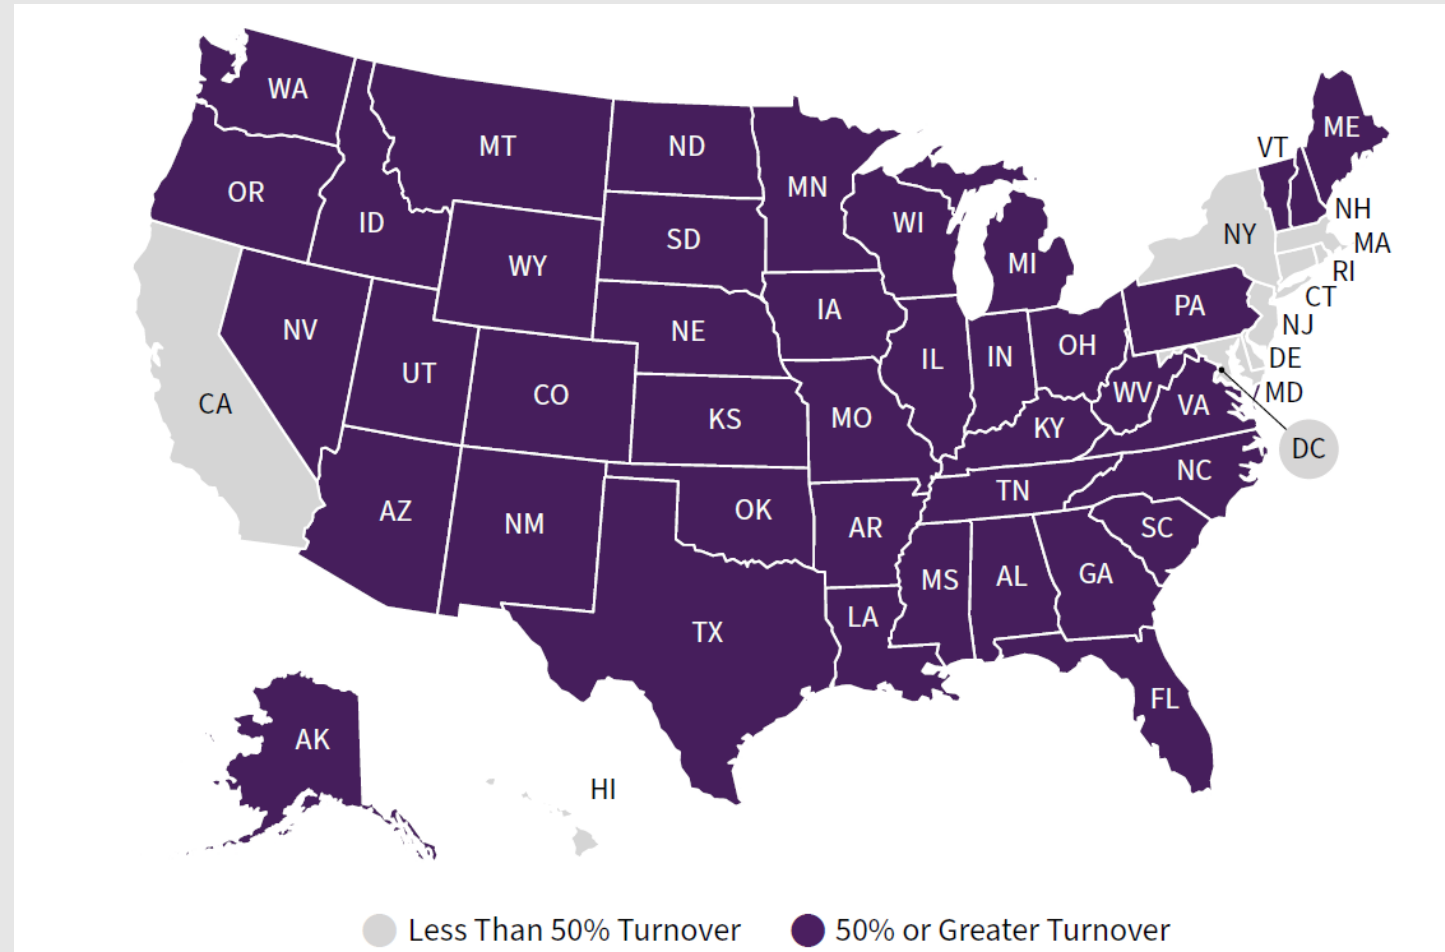 WA
MT
ND
MN
ME
VT
OR
ID
SD
WI
NH
NY
MA
WY
MI
RI
CT
IA
PA
NV
NE
NJ
IL
IN
OH
DE
UT
CO
WV
MD
CA
KS
MO
KY
VA
DC
AZ
NM
OK
TN
NC
AR
SC
MS
AL
GA
LA
TX
FL
AK
HI
Less Than 50% Turnover
50% or Greater Turnover